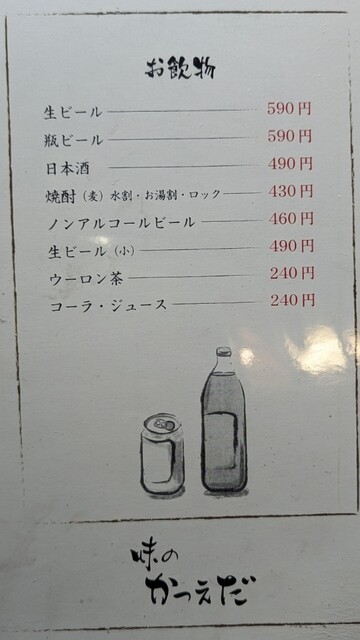 お飲物
生ビール 590円
瓶ビール 590円
日本酒 490円
焼酎（麦）水割・お湯割・ロック 430円
ノンアルコールビール 460円
生ビール（小） 490円
ウーロン茶 240円
コーラ・ジュース 240円
味の
かつえだ